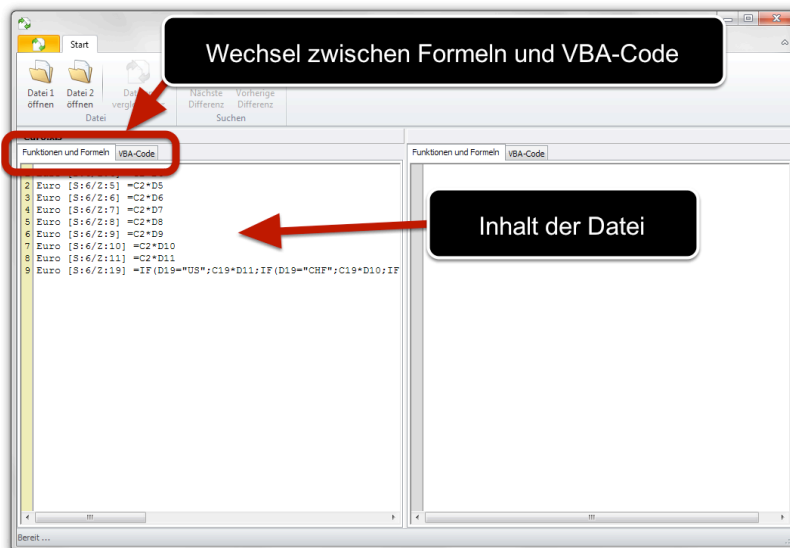 Start
Wechsel zwischen Formeln und VBA-Code
Datei 1 öffnen
Datei 2 öffnen
Nächste Differenz
Vorherige Differenz
Datei
Suchen
Funktionen und Formeln
VBA-Code
Funktionen und Formeln
VBA-Code
2 Euro [S:6/Z:5] =C2*D5
3 Euro [S:6/Z:6] =C2*D6
4 Euro [S:6/Z:7] =C2*D7
5 Euro [S:6/Z:8] =C2*D8
6 Euro [S:6/Z:9] =C2*D9
7 Euro [S:6/Z:10] =C2*D10
8 Euro [S:6/Z:11] =C2*D11
9 Euro [S:6/Z:19] =IF(D19="US";C19*D11;IF(D19="CHF";C19*D10;IF
Inhalt der Datei
Bereit ...